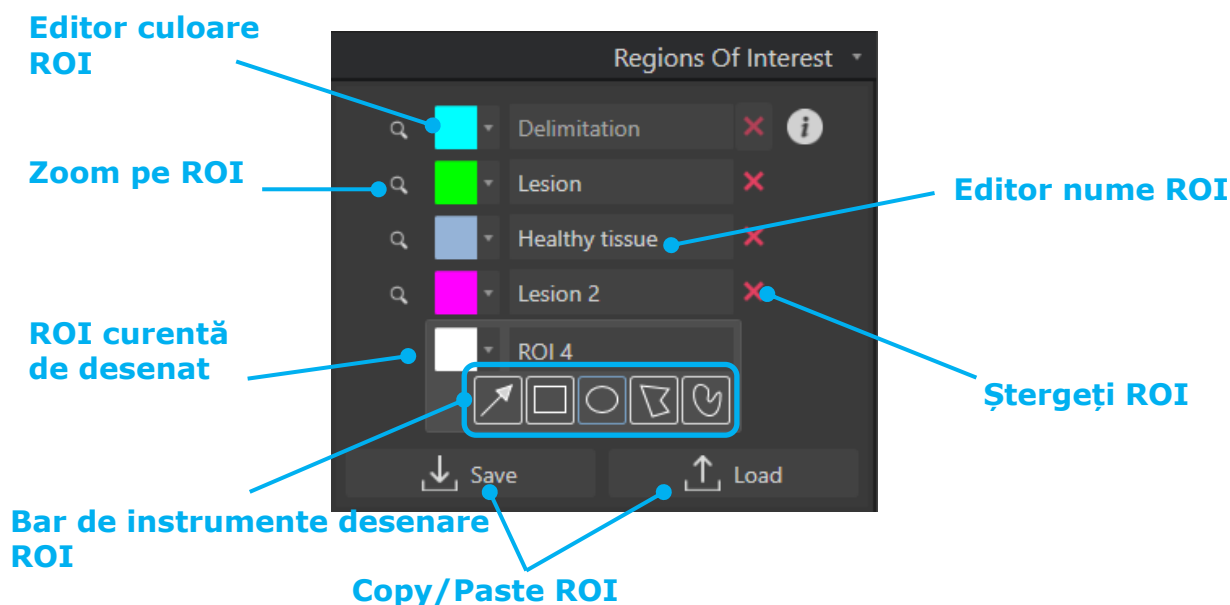 Editor culoare
ROI
Regions Of Interest
Delimitation
Zoom pe ROI
Lesion
Editor nume ROI
Healthy tissue
Lesion 2
ROI curentă
de desenat
ROI 4
Ștergeți ROI
Save
Load
Bar de instrumente desenare
ROI
Copy/Paste ROI